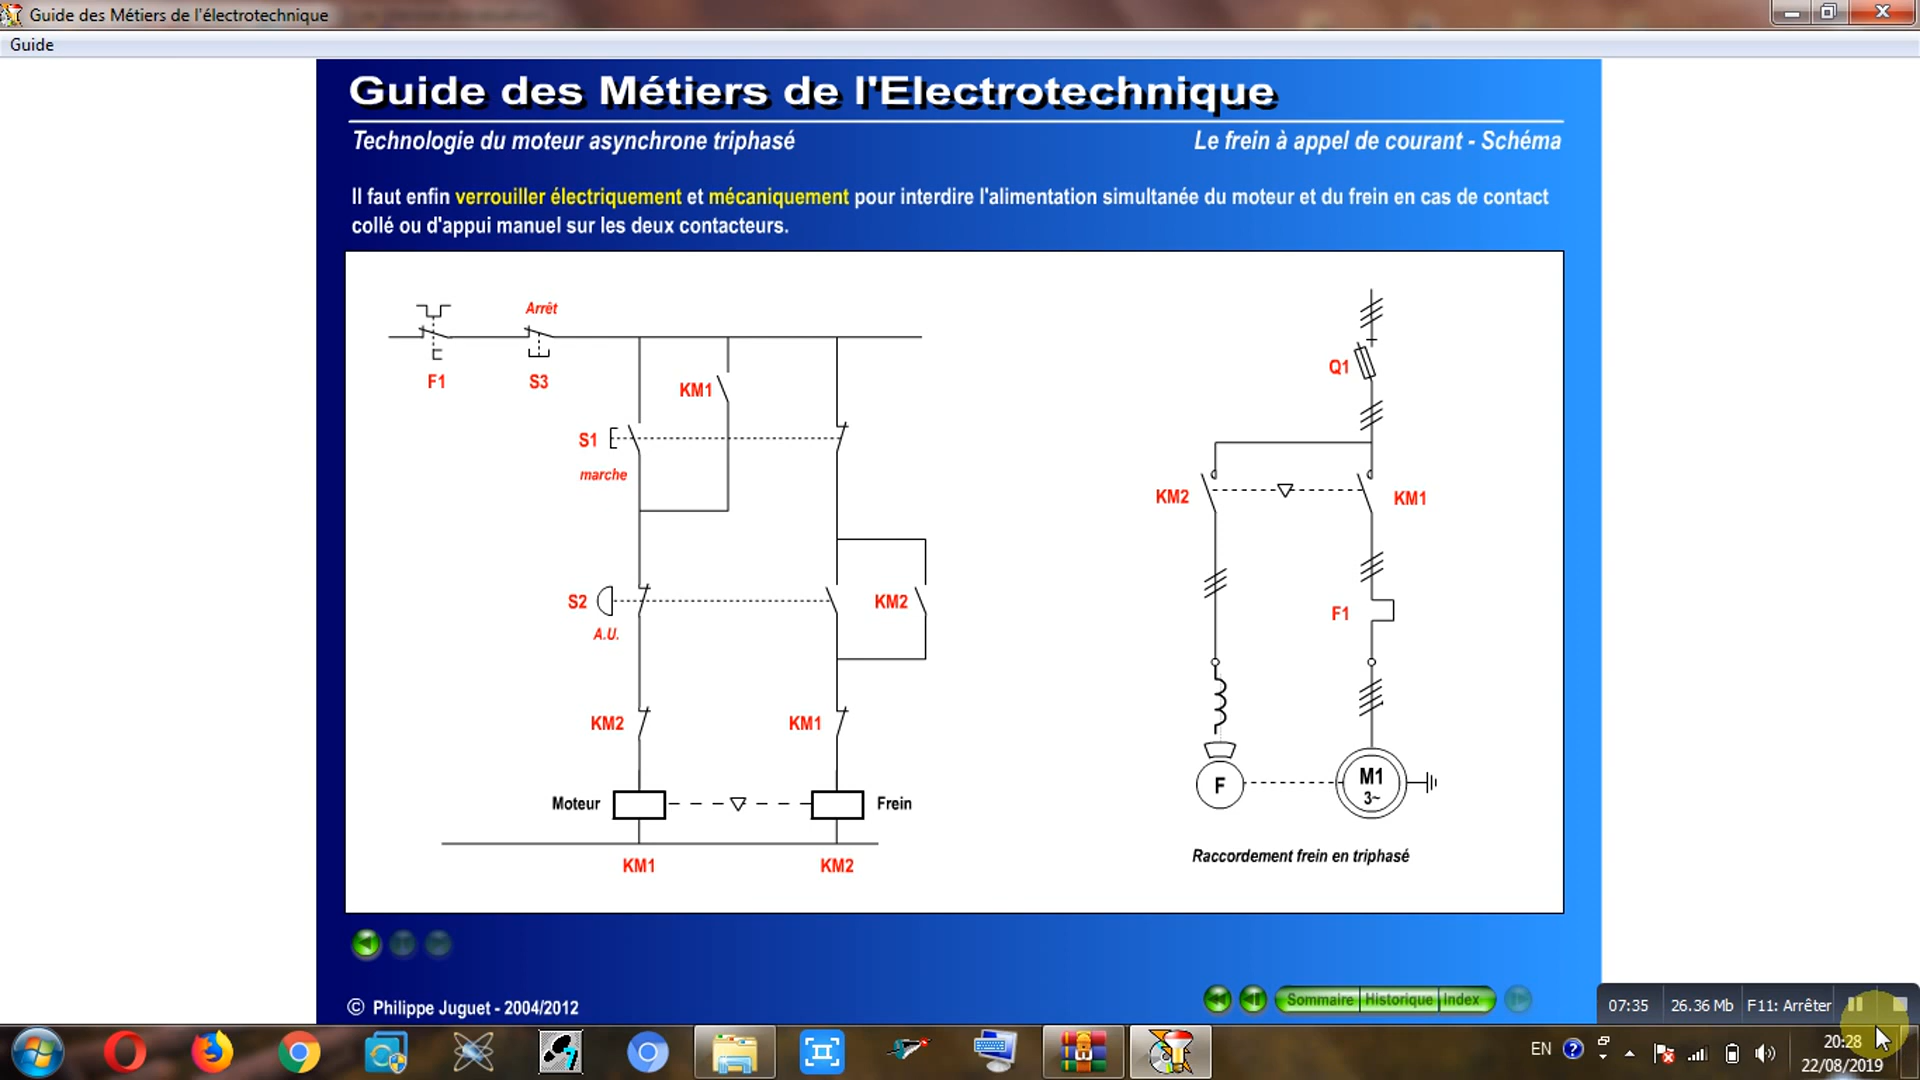 Guide des Métiers de l'électrotechnique
Guide
Guide des Métiers de l'Electrotechnique
Technologie du moteur asynchrone triphasé
Le frein à appel de courant - Schéma
Il faut enfin verrouiller électriquement et mécaniquement pour interdire l'alimentation simultanée du moteur et du frein en cas de contact
collé ou d'appui manuel sur les deux contacteurs.
Arrêt
F1
S3
KM1
S1
marche
S2
A.U.
KM2
KM2
KM1
Moteur
Frein
KM1
KM2
Q1
KM2
KM1
F1
F
M1
3~
Raccordement frein en triphasé
© Philippe Juguet - 2004/2012
Sommaire Historique Index
07:35 26.36 Mb F11: Arrêter
EN
20:28
22/08/2019